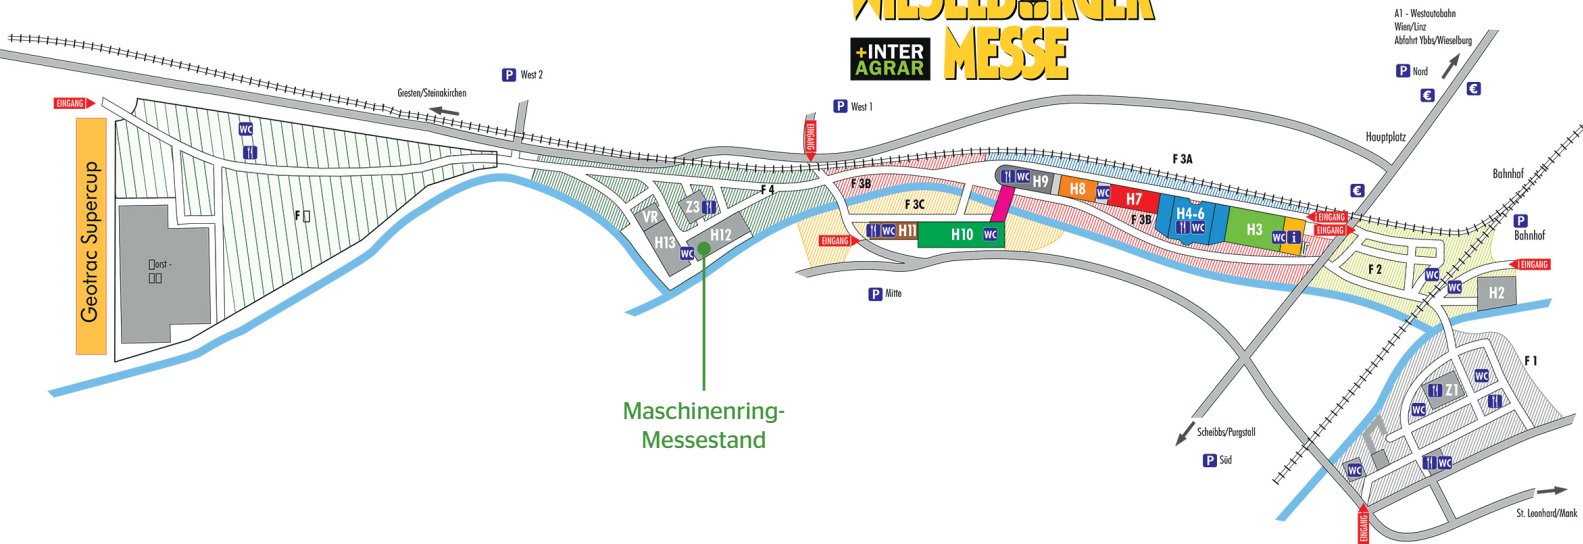 WIESELBURGER
MESSE
+INTER
AGRAR
A1 - Westautobahn
Wien/Linz
Abfahrt Ybbs/Wieselburg
P Nord
€
€
Hauptplatz
€
P West 2
Gresten/Steinakirchen
EINGANG
WC
Geotrac Supercup
F
orst -
P West 1
EINGANG
F 4
F 3B
F 3A
F 3C
VR
Z3
H13
H12
WC
EINGANG
WC
H11
H10
WC
WC
H9
H8
WC
H7
F 3B
H4-6
WC
H3
WC
i
EINGANG
EINGANG
Bahnhof
P
Bahnhof
EINGANG
F 2
WC
WC
H2
P Mitte
Maschinenring-
Messestand
F 1
WC
Z1
WC
WC
WC
Scheibbs/Purgstall
P Süd
St. Leonhard/Mank
EINGANG